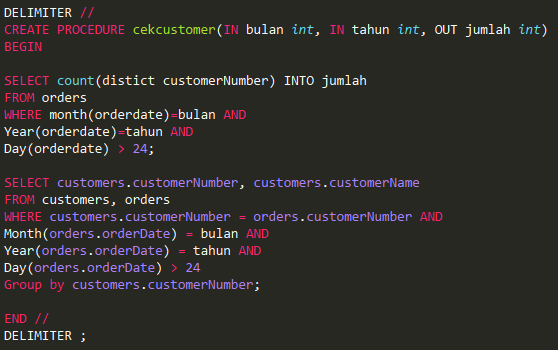 DELIMITER //
CREATE PROCEDURE cekcustomer(IN bulan int, IN tahun int, OUT jumlah int)
BEGIN
SELECT count(distict customerNumber) INTO jumlah
FROM orders
WHERE month(orderdate)=bulan AND
Year(orderdate)=tahun AND
Day(orderdate) > 24;
SELECT customers.customerNumber, customers.customerName
FROM customers, orders
WHERE customers.customerNumber = orders.customerNumber AND
Month(orders.orderDate) = bulan AND
Year(orders.orderDate) = tahun AND
Day(orders.orderDate) > 24
Group by customers.customerNumber;
END //
DELIMITER ;